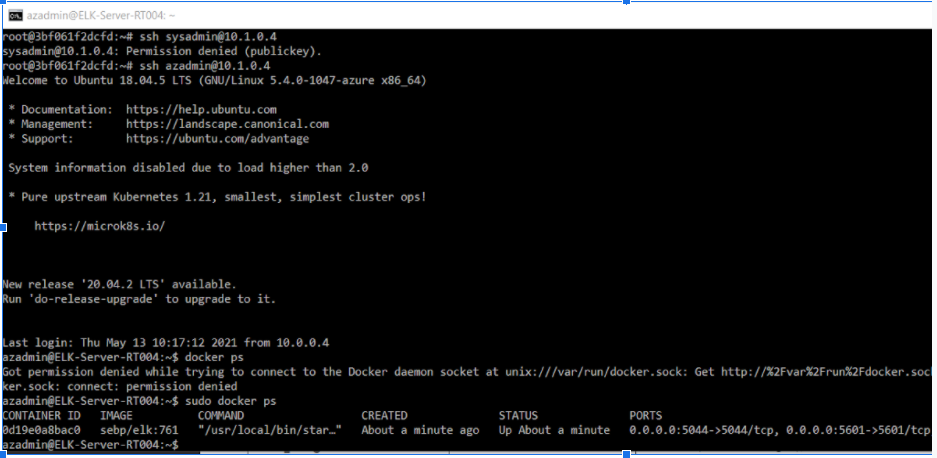 azadmin@ELK-Server-RT004: ~
root@3bf061f2dcfd:~# ssh sysadmin@10.1.0.4
sysadmin@10.1.0.4: Permission denied (publickey).
root@3bf061f2dcfd:~# ssh azadmin@10.1.0.4
Welcome to Ubuntu 18.04.5 LTS (GNU/Linux 5.4.0-1047-azure x86_64)
* Documentation:  https://help.ubuntu.com
* Management:     https://landscape.canonical.com
* Support:        https://ubuntu.com/advantage
System information disabled due to load higher than 2.0
* Pure upstream Kubernetes 1.21, smallest, simplest cluster ops!
https://microk8s.io/
New release '20.04.2 LTS' available.
Run 'do-release-upgrade' to upgrade to it.
Last login: Thu May 13 10:17:12 2021 from 10.0.0.4
azadmin@ELK-Server-RT004:~$ docker ps
Got permission denied while trying to connect to the Docker daemon socket at unix:///var/run/docker.sock: Get http://%2Fvar%2Frun%2Fdocker.soc
ker.sock: connect: permission denied
azadmin@ELK-Server-RT004:~$ sudo docker ps
CONTAINER ID   IMAGE          COMMAND                  CREATED              STATUS              PORTS
0d19e0a8bac0   sebp/elk:761   "/usr/local/bin/star…"   About a minute ago   Up About a minute   0.0.0.0:5044->5044/tcp, 0.0.0.0:5601->5601/tcp
azadmin@ELK-Server-RT004:~$